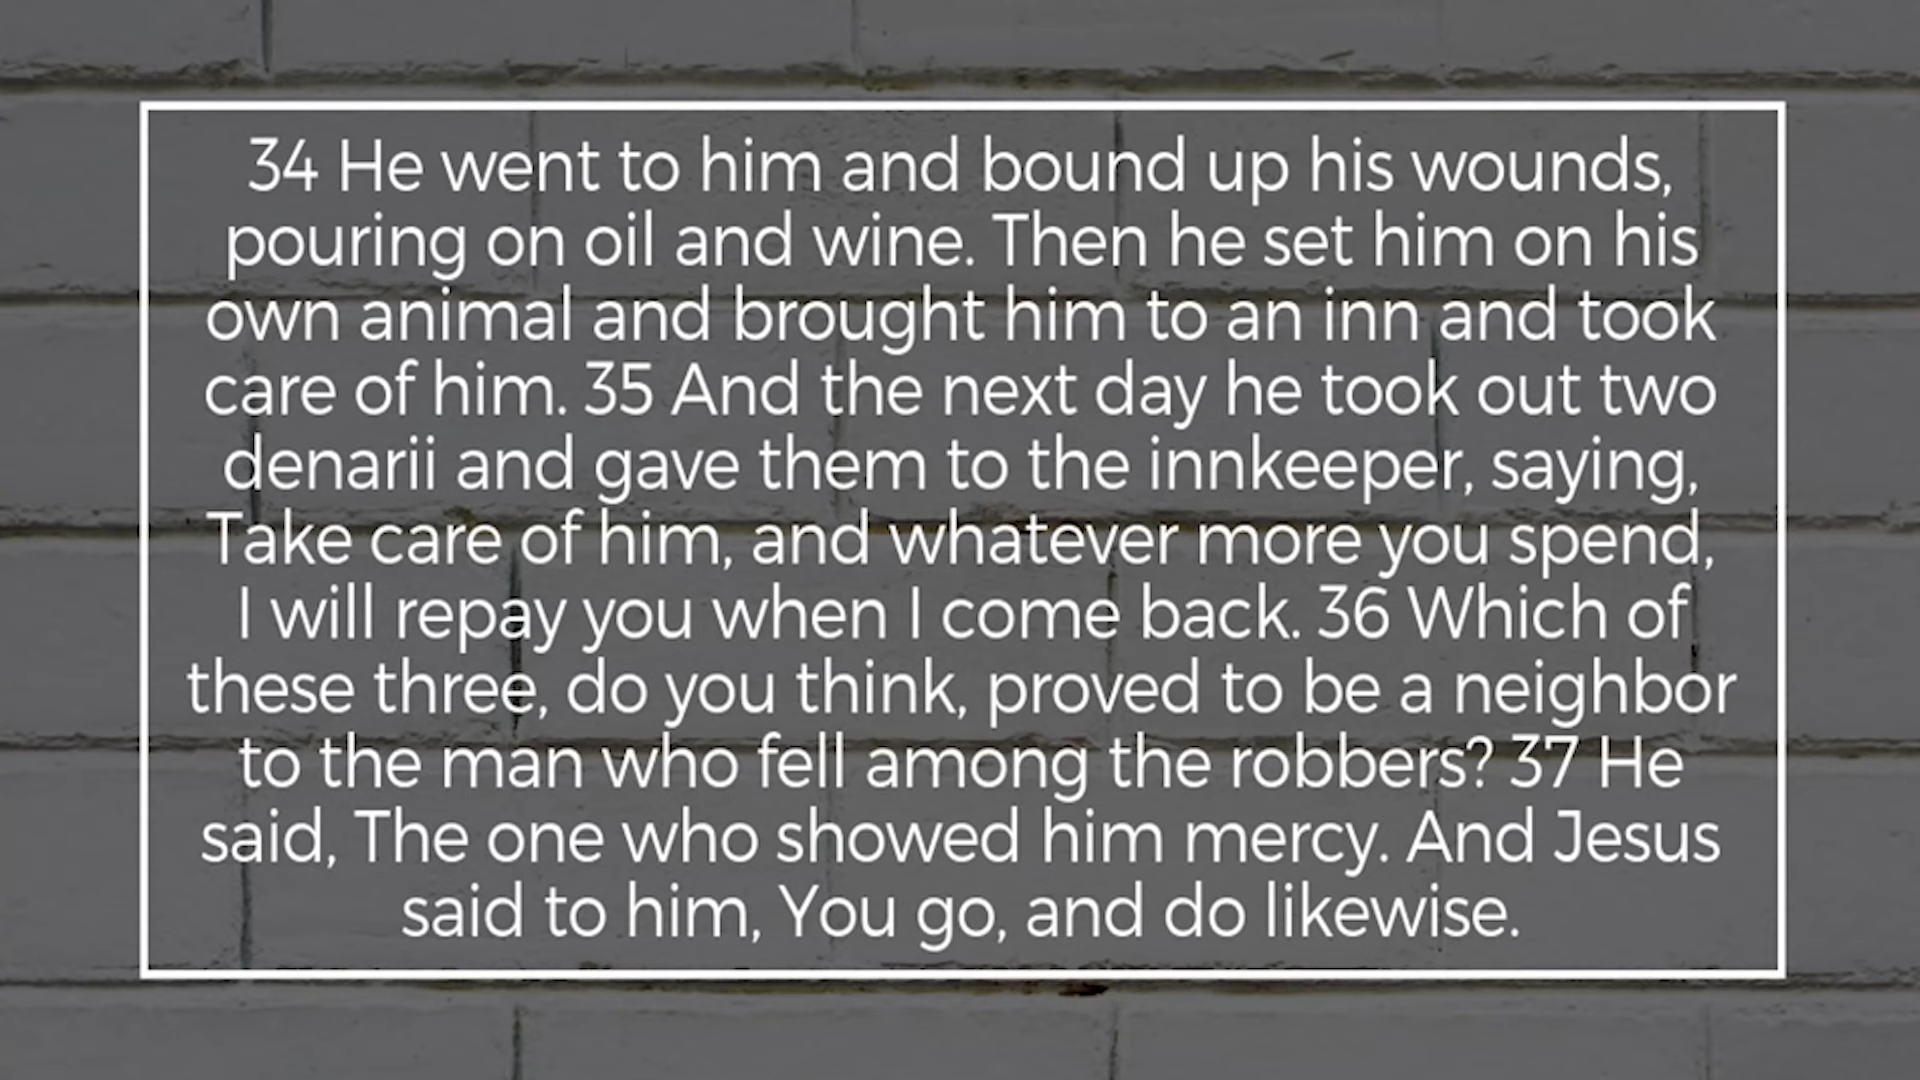 34 He went to him and bound up his wounds,
pouring on oil and wine. Then he set him on his
own animal and brought him to an inn and took
care of him. 35 And the next day he took out two
denarii and gave them to the innkeeper, saying,
Take care of him, and whatever more you spend,
I will repay you when I come back. 36 Which of
these three, do you think, proved to be a neighbor
to the man who fell among the robbers? 37 He
said, The one who showed him mercy. And Jesus
said to him, You go, and do likewise.